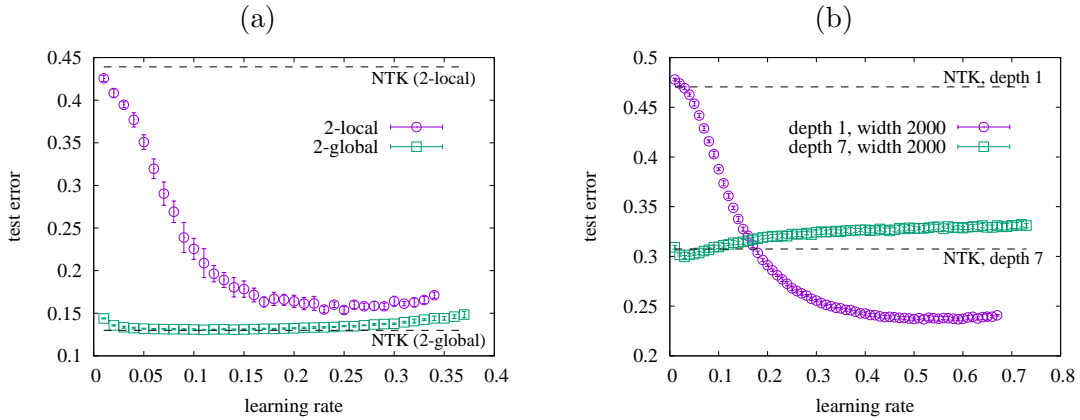 (a)
0.45
0.4
0.35
0.3
0.25
0.2
0.15
0.1
0
0.05
0.1
0.15
0.2
0.25
0.3
0.35
0.4
test error
learning rate
NTK (2-local)
2-local
2-global
NTK (2-global)
(b)
0.5
0.45
0.4
0.35
0.3
0.25
0.2
0
0.1
0.2
0.3
0.4
0.5
0.6
0.7
0.8
test error
learning rate
NTK, depth 1
depth 1, width 2000
depth 7, width 2000
NTK, depth 7